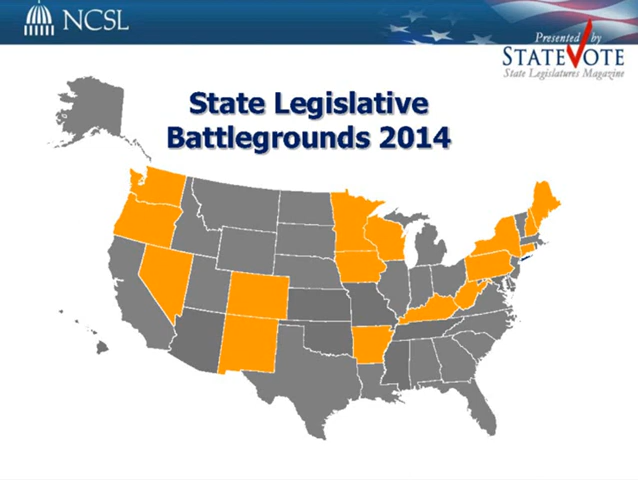 NCSL
Presented by
STATEVOTE
State Legislatures Magazine
State Legislative
Battlegrounds 2014